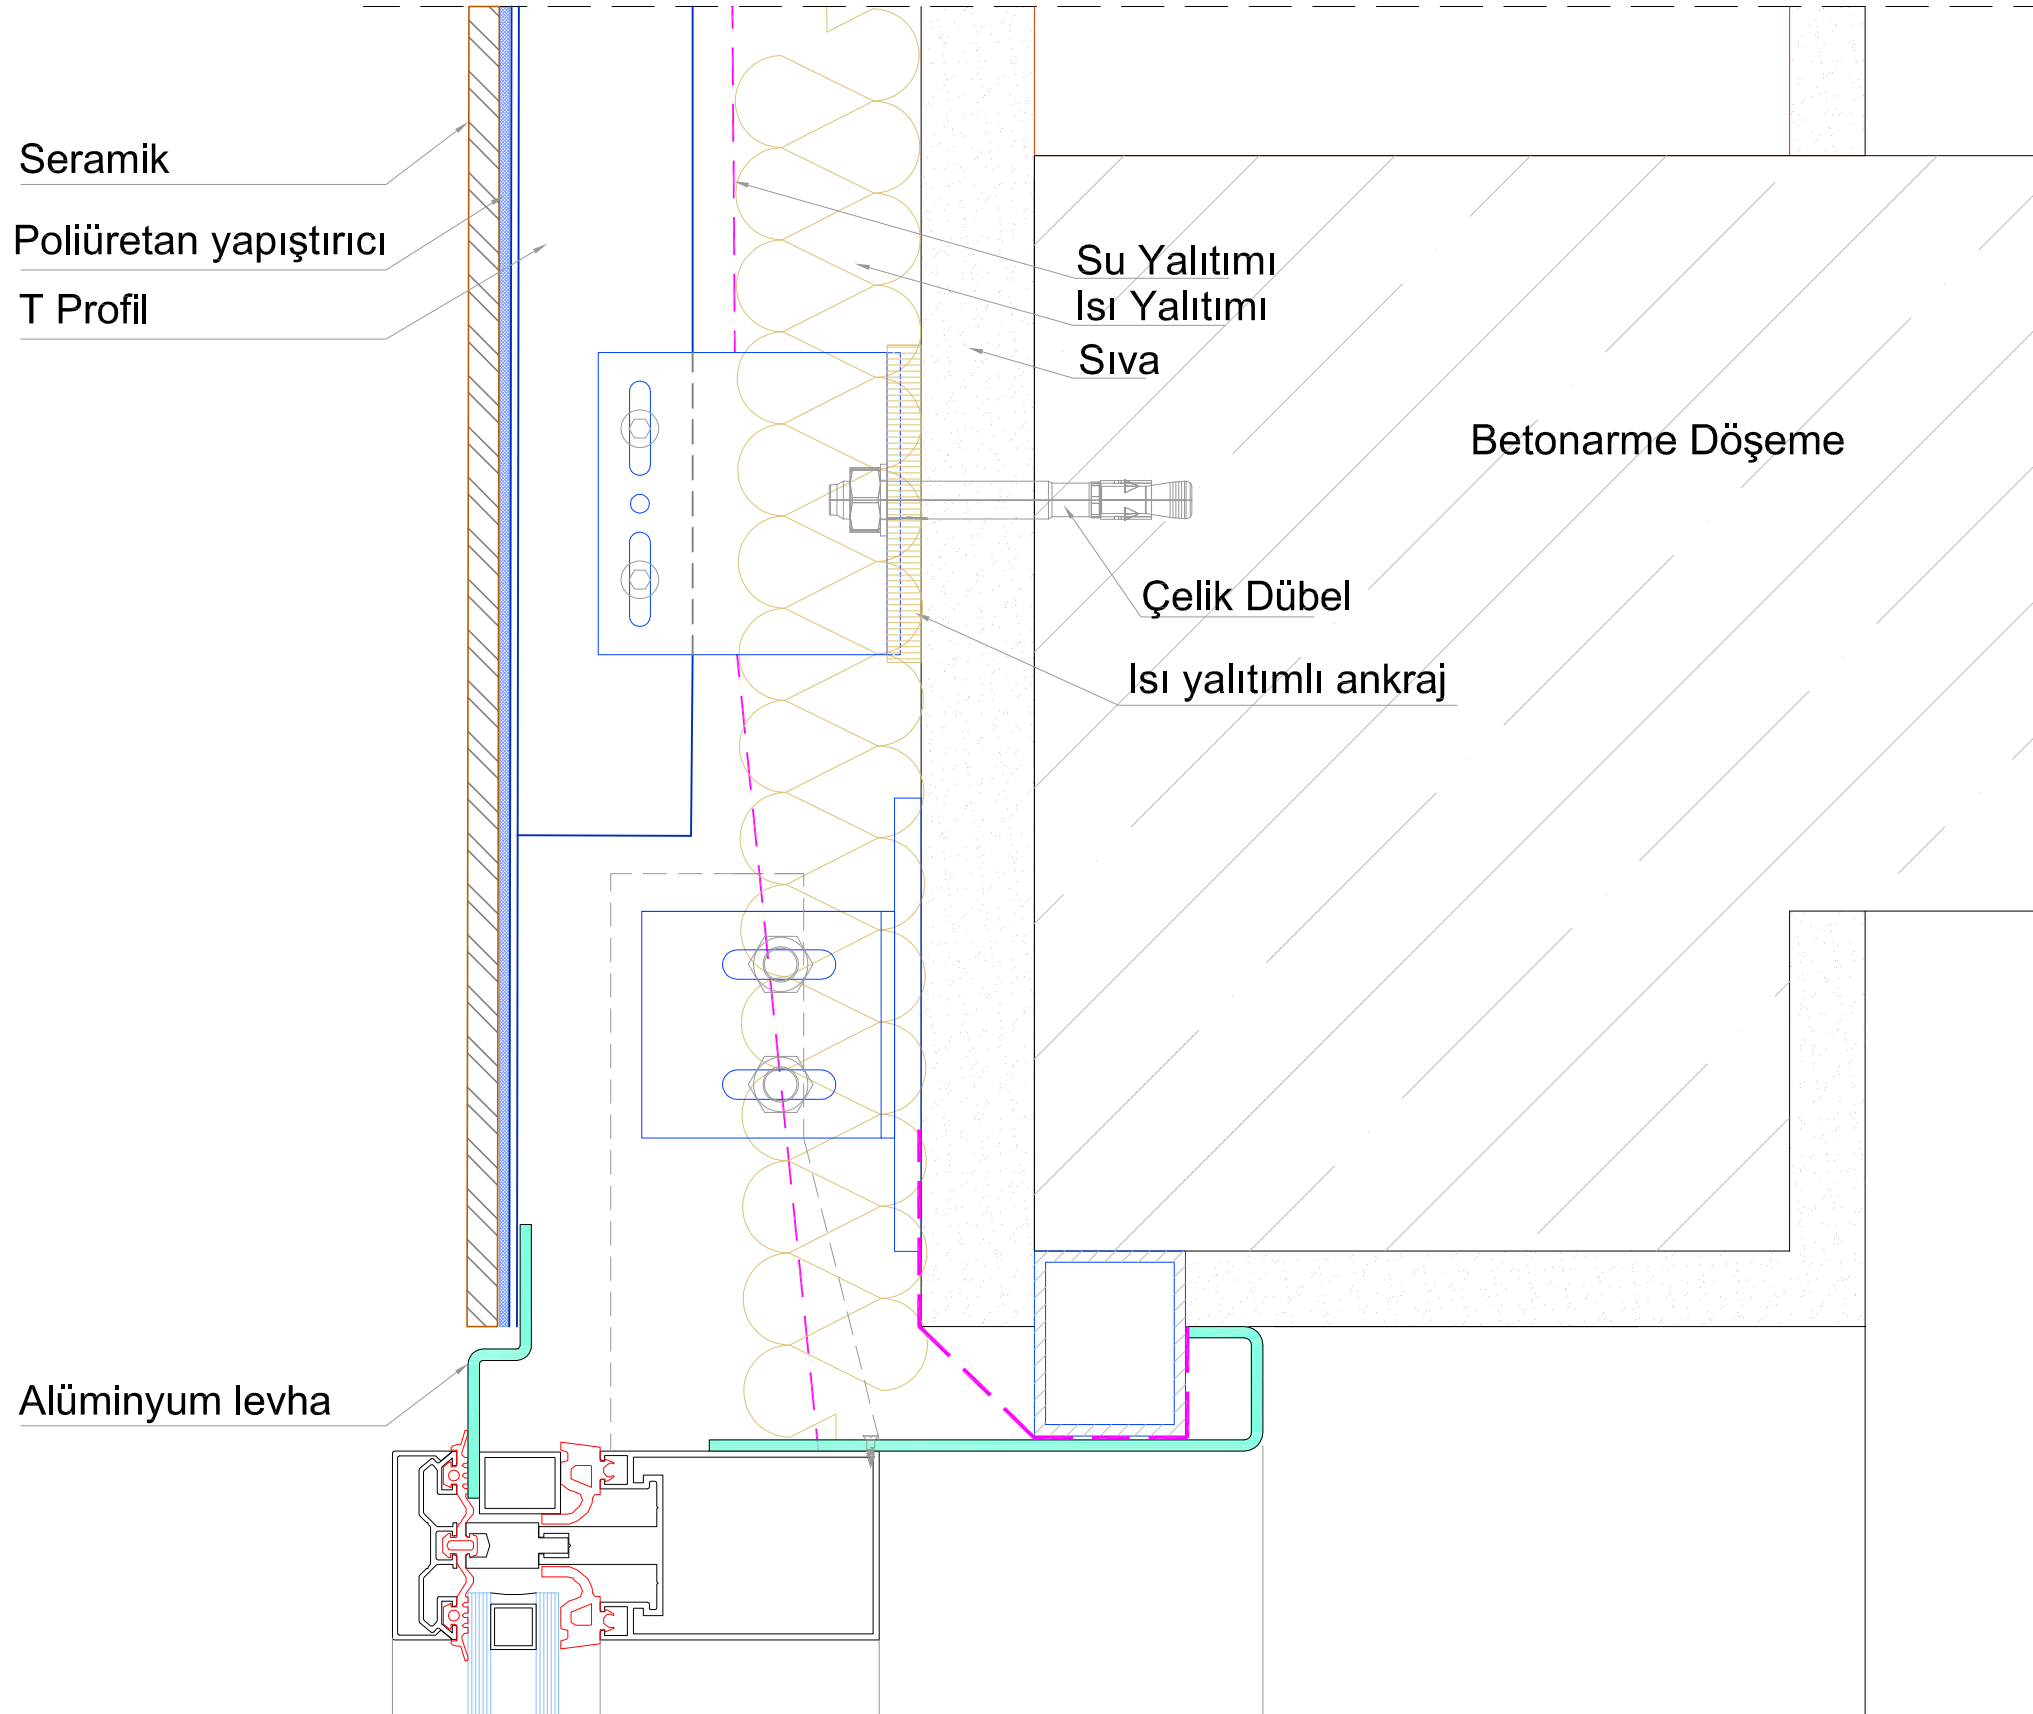 Seramik
Poliüretan yapıştırıcı
T Profil
Su Yalıtımı
Isı Yalıtımı
Sıva
Betonarme Döşeme
Çelik Dübel
Isı yalıtımlı ankraj
Alüminyum levha